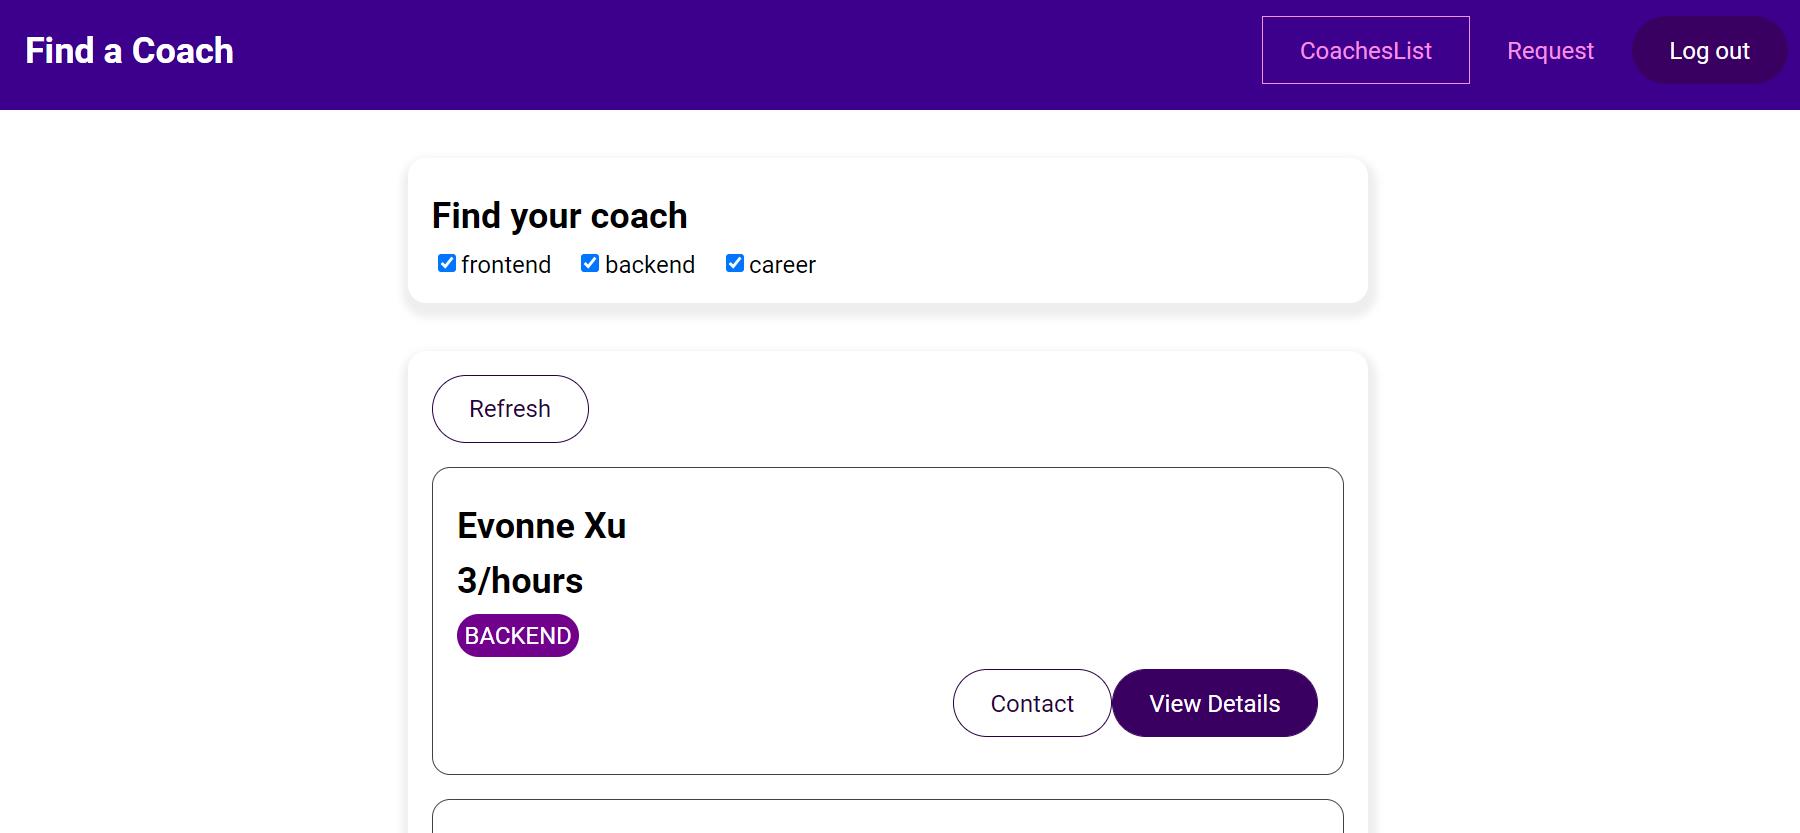 Find a Coach
CoachesList
Request
Log out
Find your coach
frontend backend career
Refresh
Evonne Xu
3/hours
BACKEND
Contact
View Details